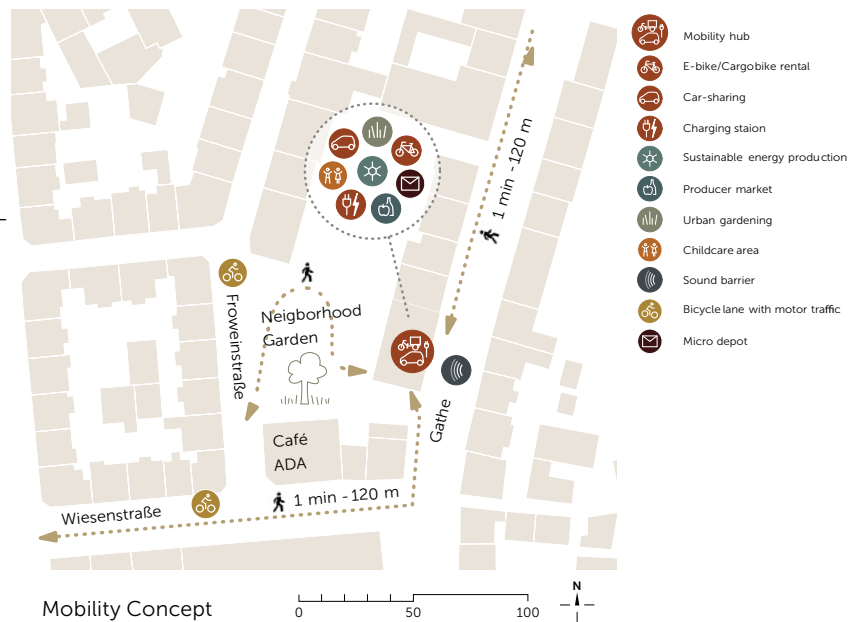 Mobility hub
E-bike/Cargobike rental
Car-sharing
Charging staion
Sustainable energy production
Producer market
Urban gardening
Childcare area
Sound barrier
Bicycle lane with motor traffic
Micro depot
1 min - 120 m
Froweinstraße
Neigborhood
Garden
Gathe
Café
ADA
1 min - 120 m
Wiesenstraße
Mobility Concept
0 50 100
N